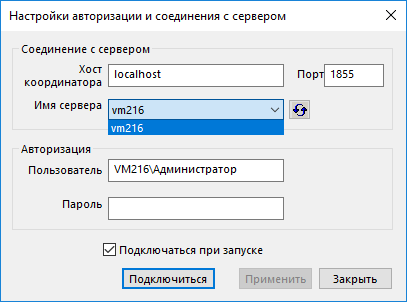 Настройки авторизации и соединения с сервером
Соединение с сервером
Хост координатора localhost Порт 1855
Имя сервера vm216
vm216
Авторизация
Пользователь VM216\Администратор
Пароль
Подключаться при запуске
Подключиться Применить Закрыть